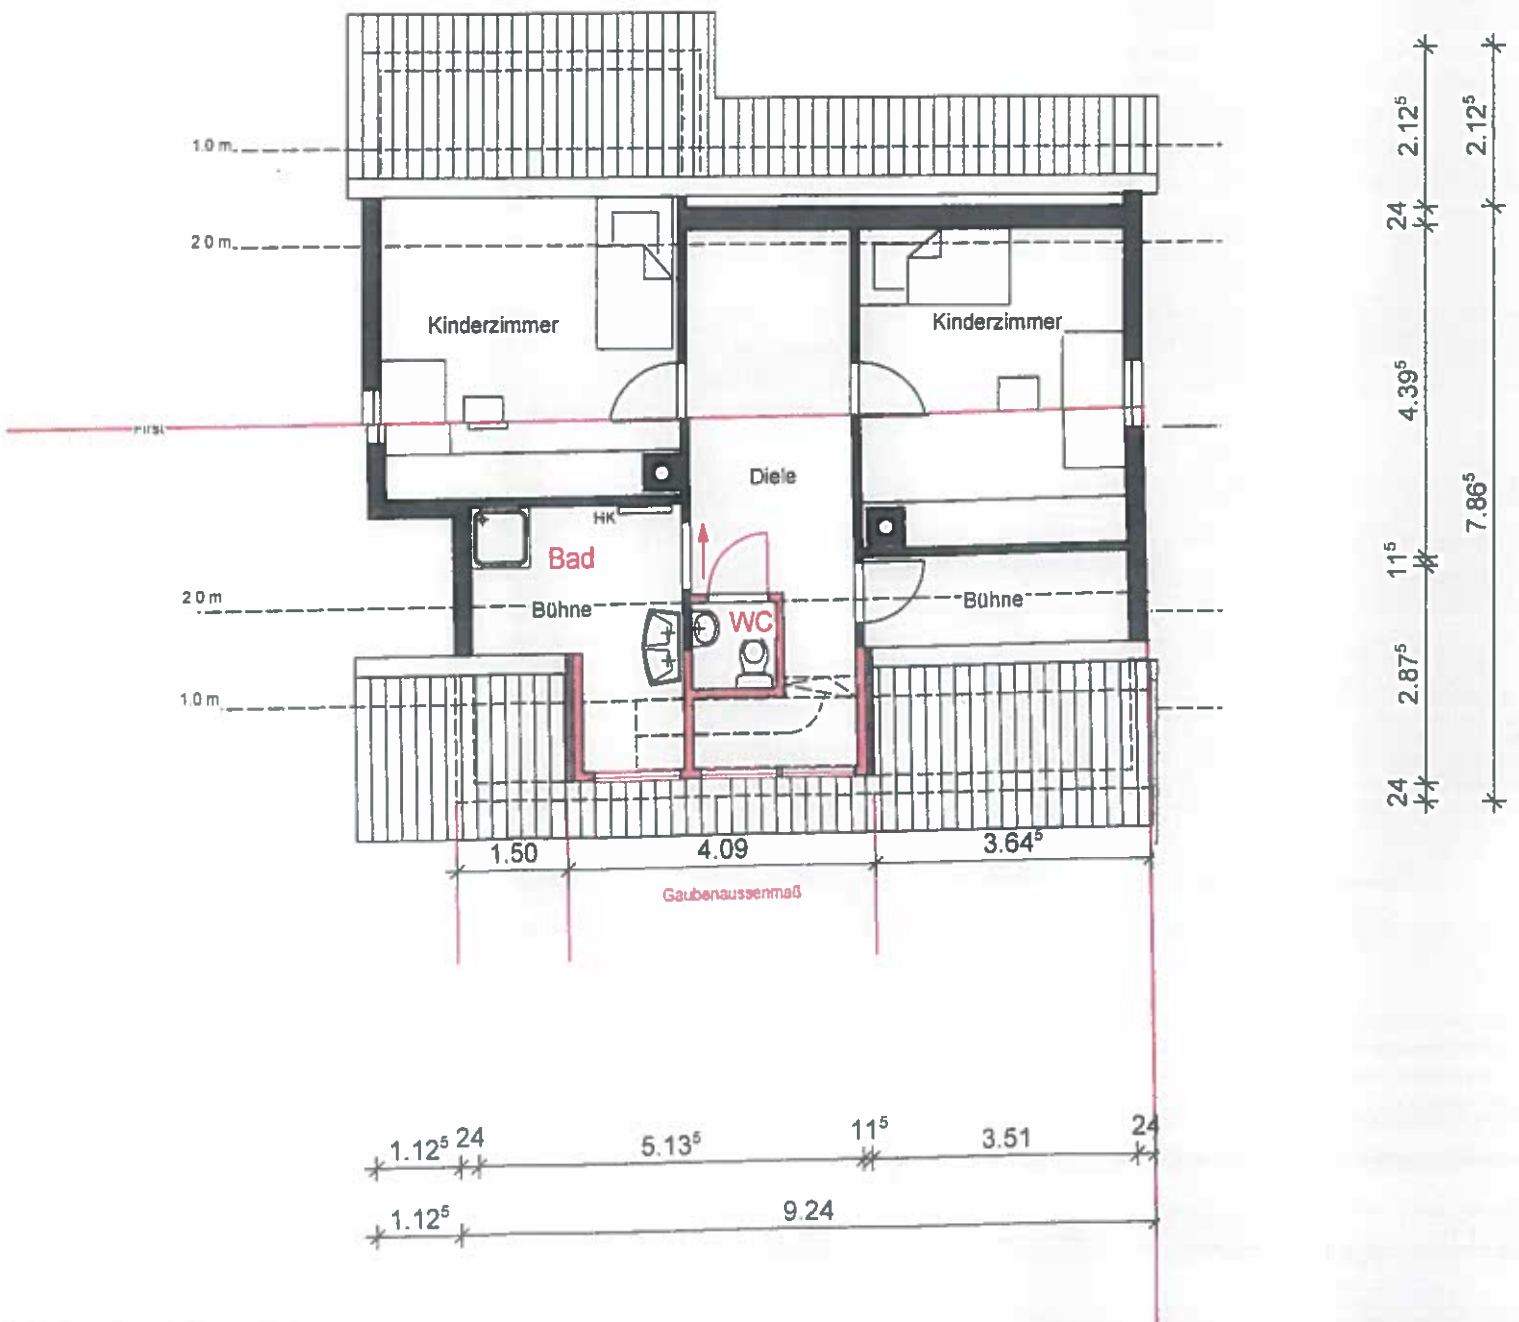 1.0 m
2.12⁵
2.12⁵
24
2.0 m
Kinderzimmer
Kinderzimmer
4.39⁵
First
Diele
7.86⁵
HK
Bad
11⁵
2.0 m
Bühne
WC
Bühne
2.87⁵
1.0 m
24
1.50
4.09
3.64⁵
Gaubenaussenmaß
1.12⁵
24
5.13⁵
11⁵
3.51
24
1.12⁵
9.24